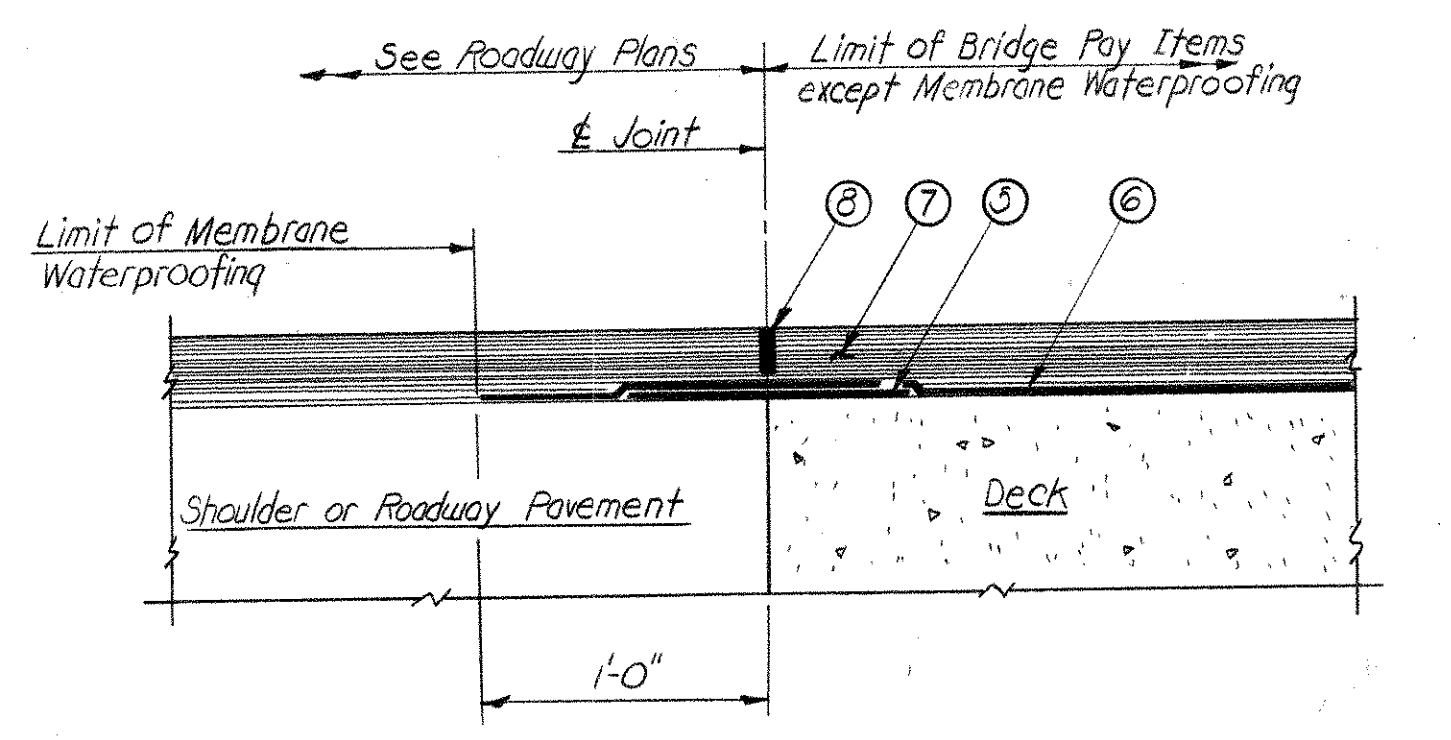 See Roadway Plans
Limit of Bridge Pay Items
except Membrane Waterproofing
℄ Joint
8 7 5 6
Limit of Membrane
Waterproofing
Shoulder or Roadway Pavement
Deck
1'-0"